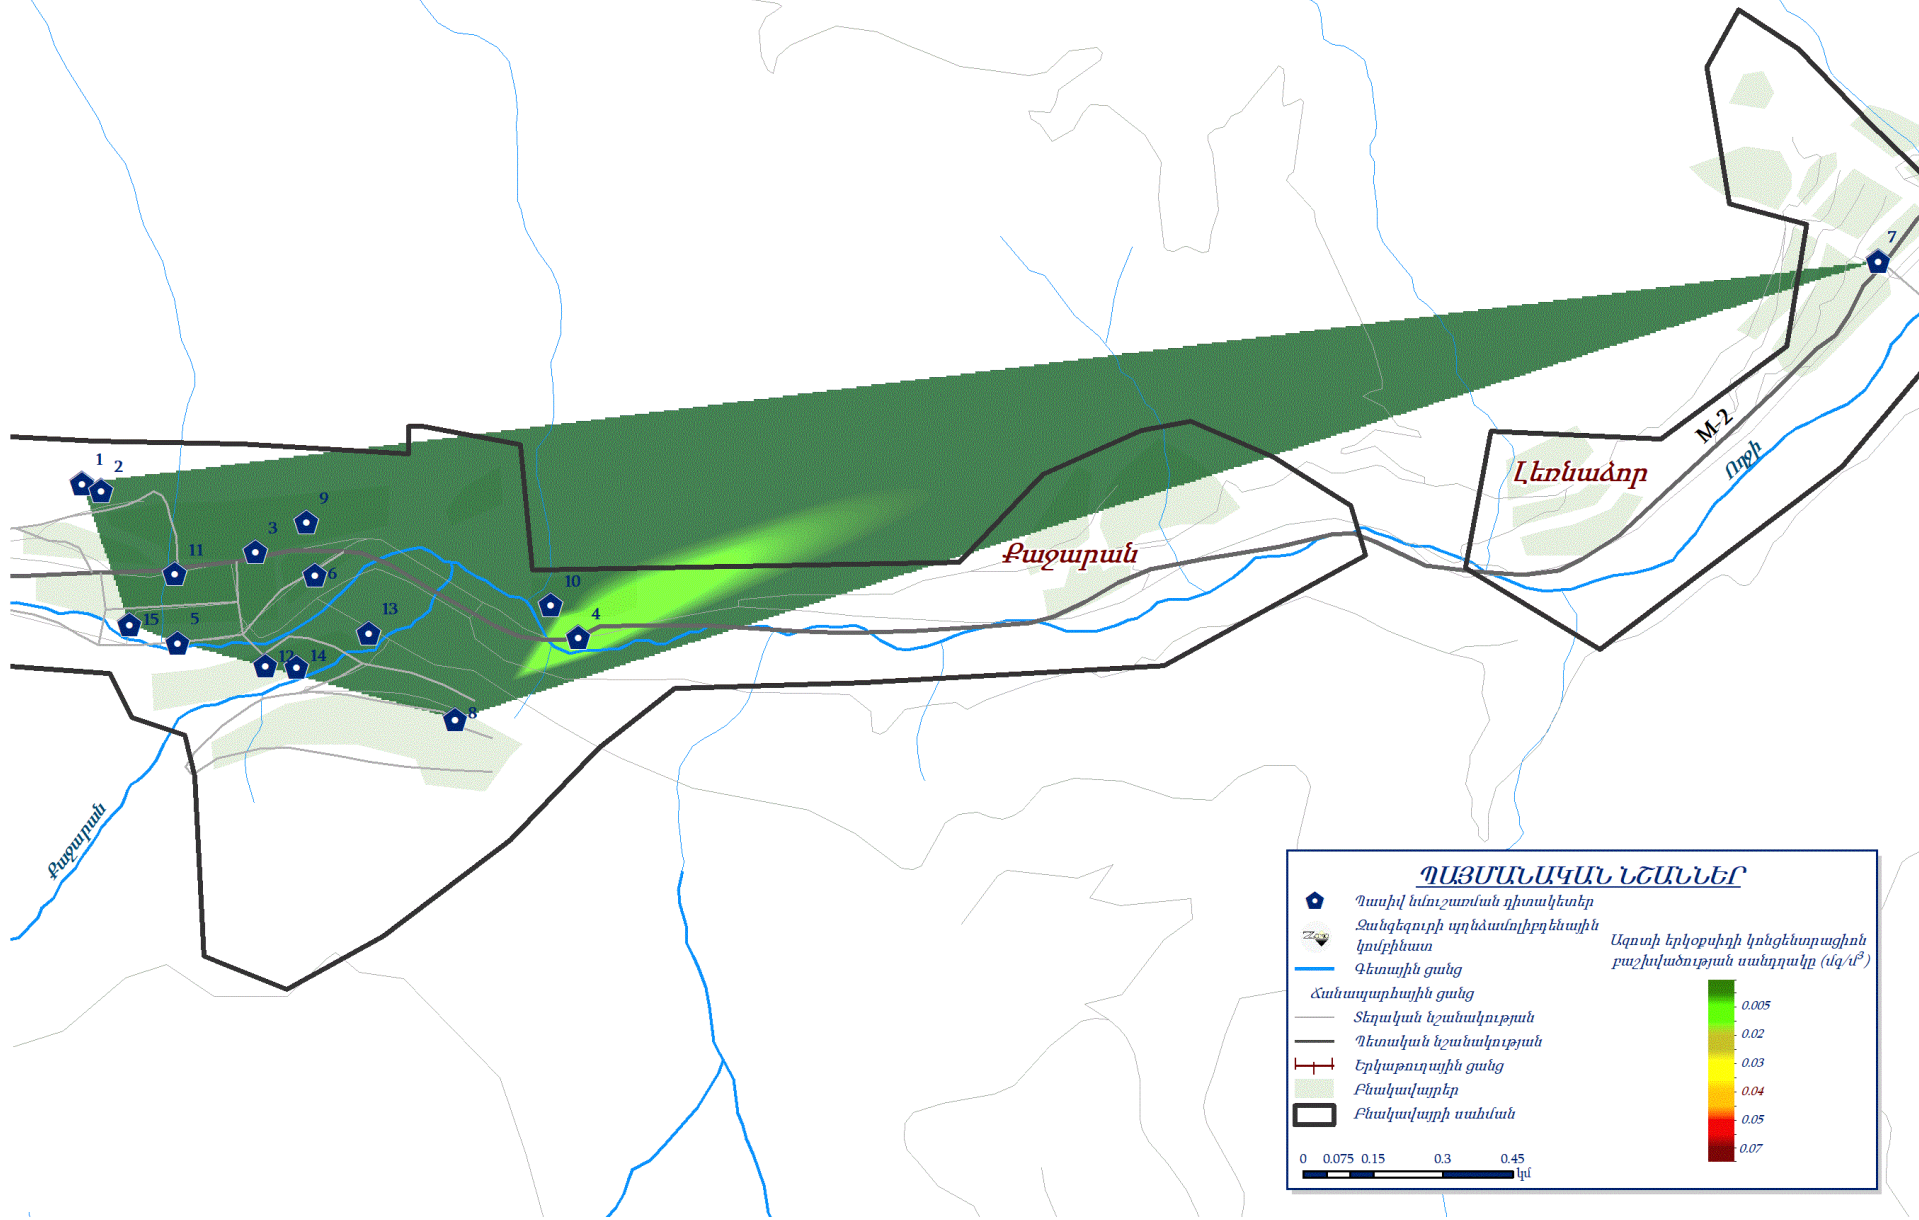 1
2
9
3
11
6
10
13
15
5
4
12
14
8
7
M-2
Ողջի
Լեռնաձոր
Քաջարան
Քաջարան
ՊԱՅՄԱՆԱԿԱՆ ՆՇԱՆՆԵՐ
Պասիվ նմուշառման դիտակետեր
Զանգեզուրի պղնձամոլիբդենային
կոմբինատ
Գետային ցանց
Ճանապարհային ցանց
Տեղական նշանակության
Պետական նշանակության
Երկաթուղային ցանց
Բնակավայրեր
Բնակավայրի սահման
0 0.075 0.15 0.3 0.45
կմ
Ազոտի երկօքսիդի կոնցենտրացիոն
բաշխվածության սանդղակը (մգ/մ³)
0.005
0.02
0.03
0.04
0.05
0.07